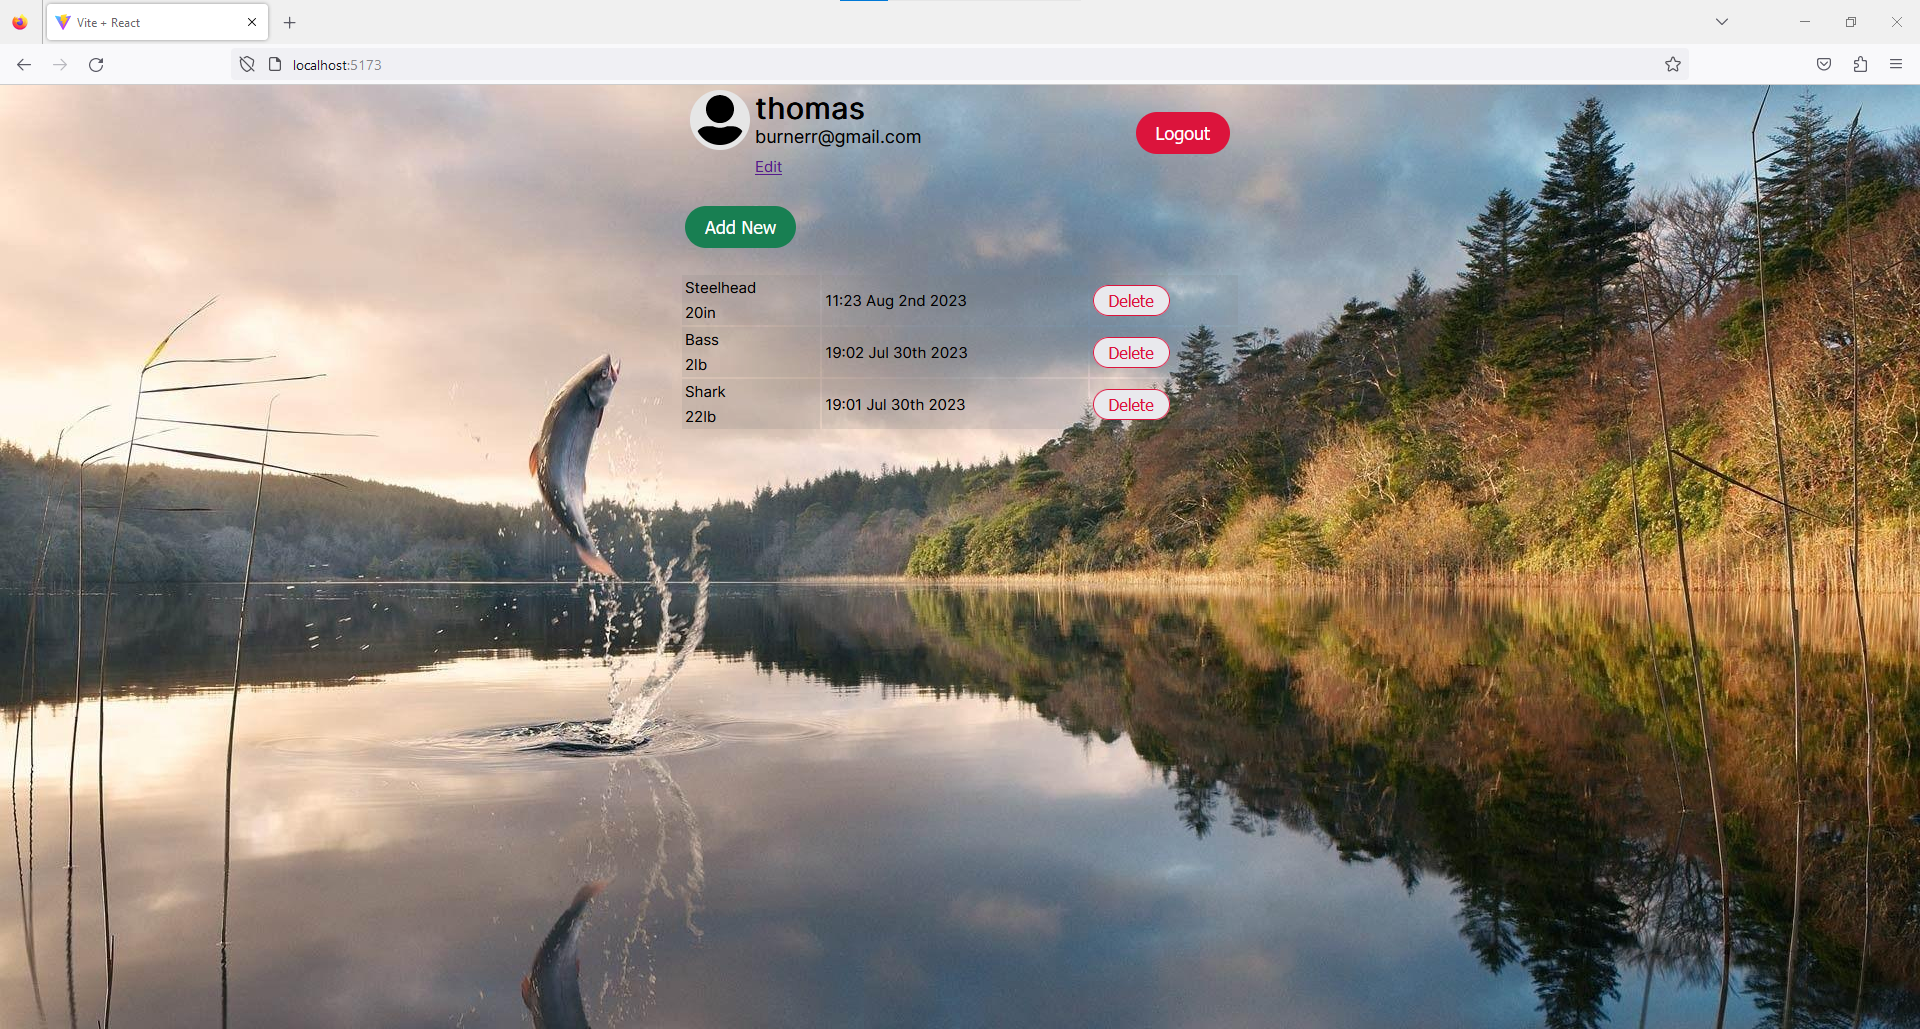 Vite + React
localhost:5173
thomas
burnerr@gmail.com
Edit
Logout
Add New
Steelhead
20in
11:23 Aug 2nd 2023
Delete
Bass
2lb
19:02 Jul 30th 2023
Delete
Shark
22lb
19:01 Jul 30th 2023
Delete